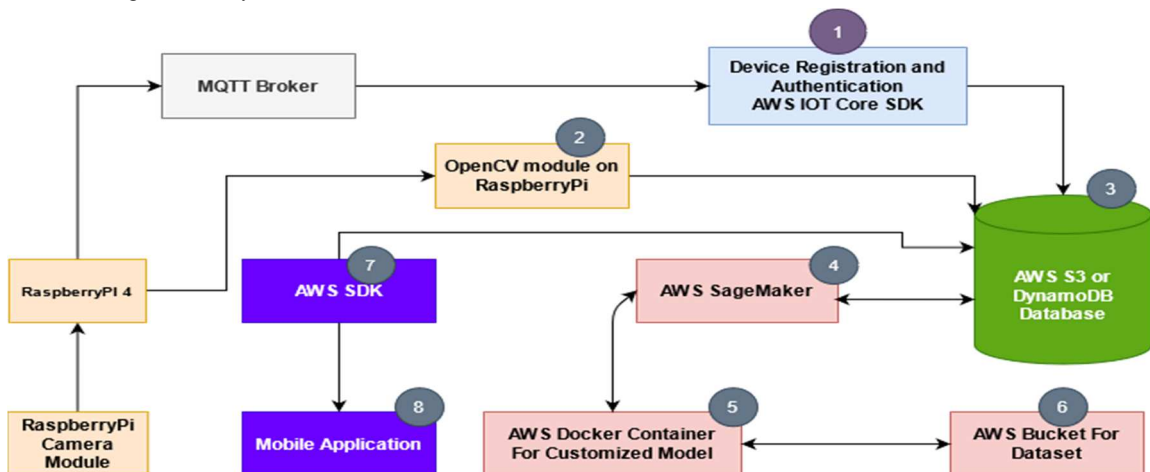 1
Device Registration and
Authentication
AWS IOT Core SDK
MQTT Broker
2
OpenCV module on
RaspberryPi
3
AWS S3 or
DynamoDB
Database
RaspberryPI 4
7
AWS SDK
4
AWS SageMaker
RaspberryPi
Camera
Module
8
Mobile Application
5
AWS Docker Container
For Customized Model
6
AWS Bucket For
Dataset